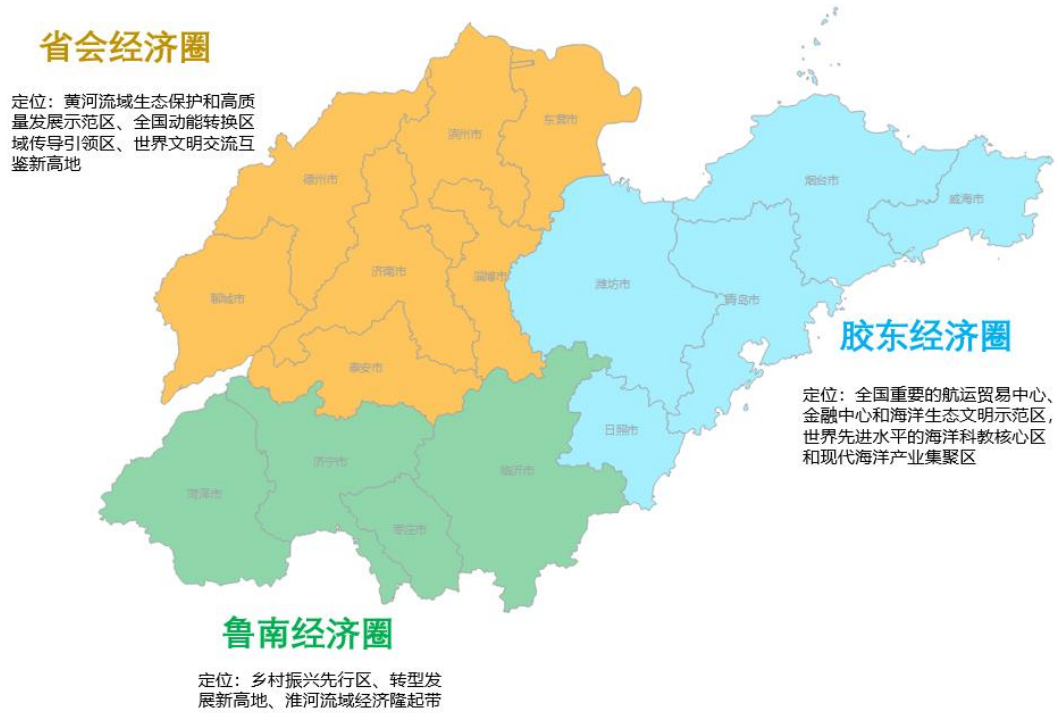 省会经济圈
定位：黄河流域生态保护和高质
量发展示范区、全国动能转换区
域传导引领区、世界文明交流互
鉴新高地
滨州市
东营市
德州市
烟台市
威海市
济南市
淄博市
潍坊市
聊城市
青岛市
泰安市
胶东经济圈
定位：全国重要的航运贸易中心、
金融中心和海洋生态文明示范区，
世界先进水平的海洋科教核心区
和现代海洋产业集聚区
日照市
济宁市
临沂市
菏泽市
枣庄市
鲁南经济圈
定位：乡村振兴先行区、转型发
展新高地、淮河流域经济隆起带